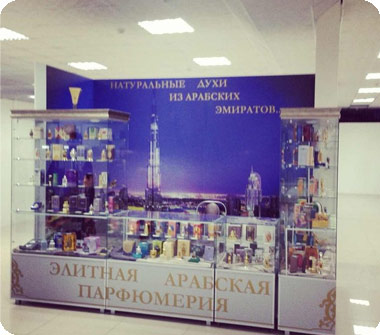 НАТУРАЛЬНЫЕ ДУХИ
ИЗ АРАБСКИХ
ЭМИРАТОВ...
ЭЛИТНАЯ АРАБСКАЯ
ПАРФЮМЕРИЯ